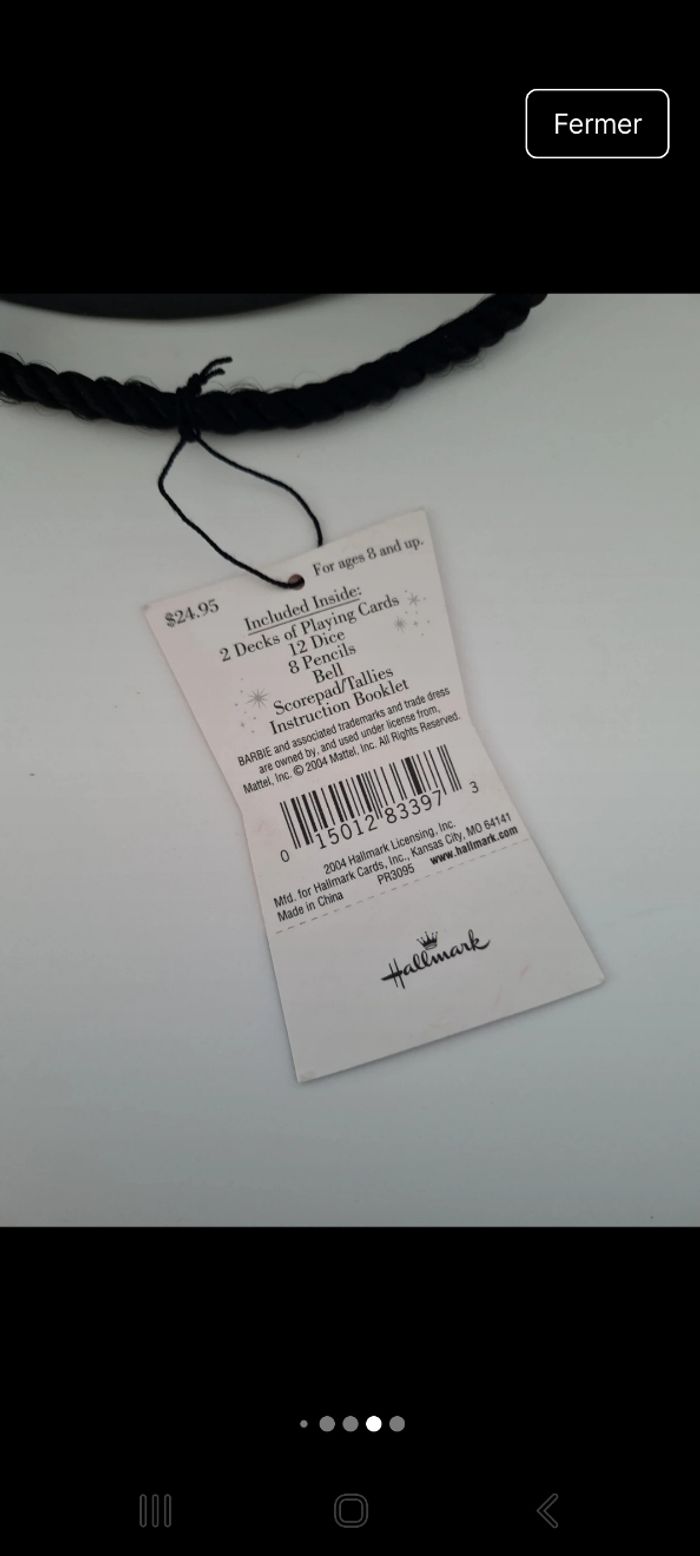 Fermer
For ages 8 and up.
$24.95
Included Inside:
2 Decks of Playing Cards
12 Dice
8 Pencils
Bell
Scorepad/Tallies
Instruction Booklet
BARBIE and associated trademarks and trade dress
are owned by, and used under license from,
Mattel, Inc. © 2004 Mattel, Inc. All Rights Reserved.
0 15012 83397 3
2004 Hallmark Licensing, Inc.
Mfd. for Hallmark Cards, Inc., Kansas City, MO 64141
Made in China PR3095 www.hallmark.com
Hallmark